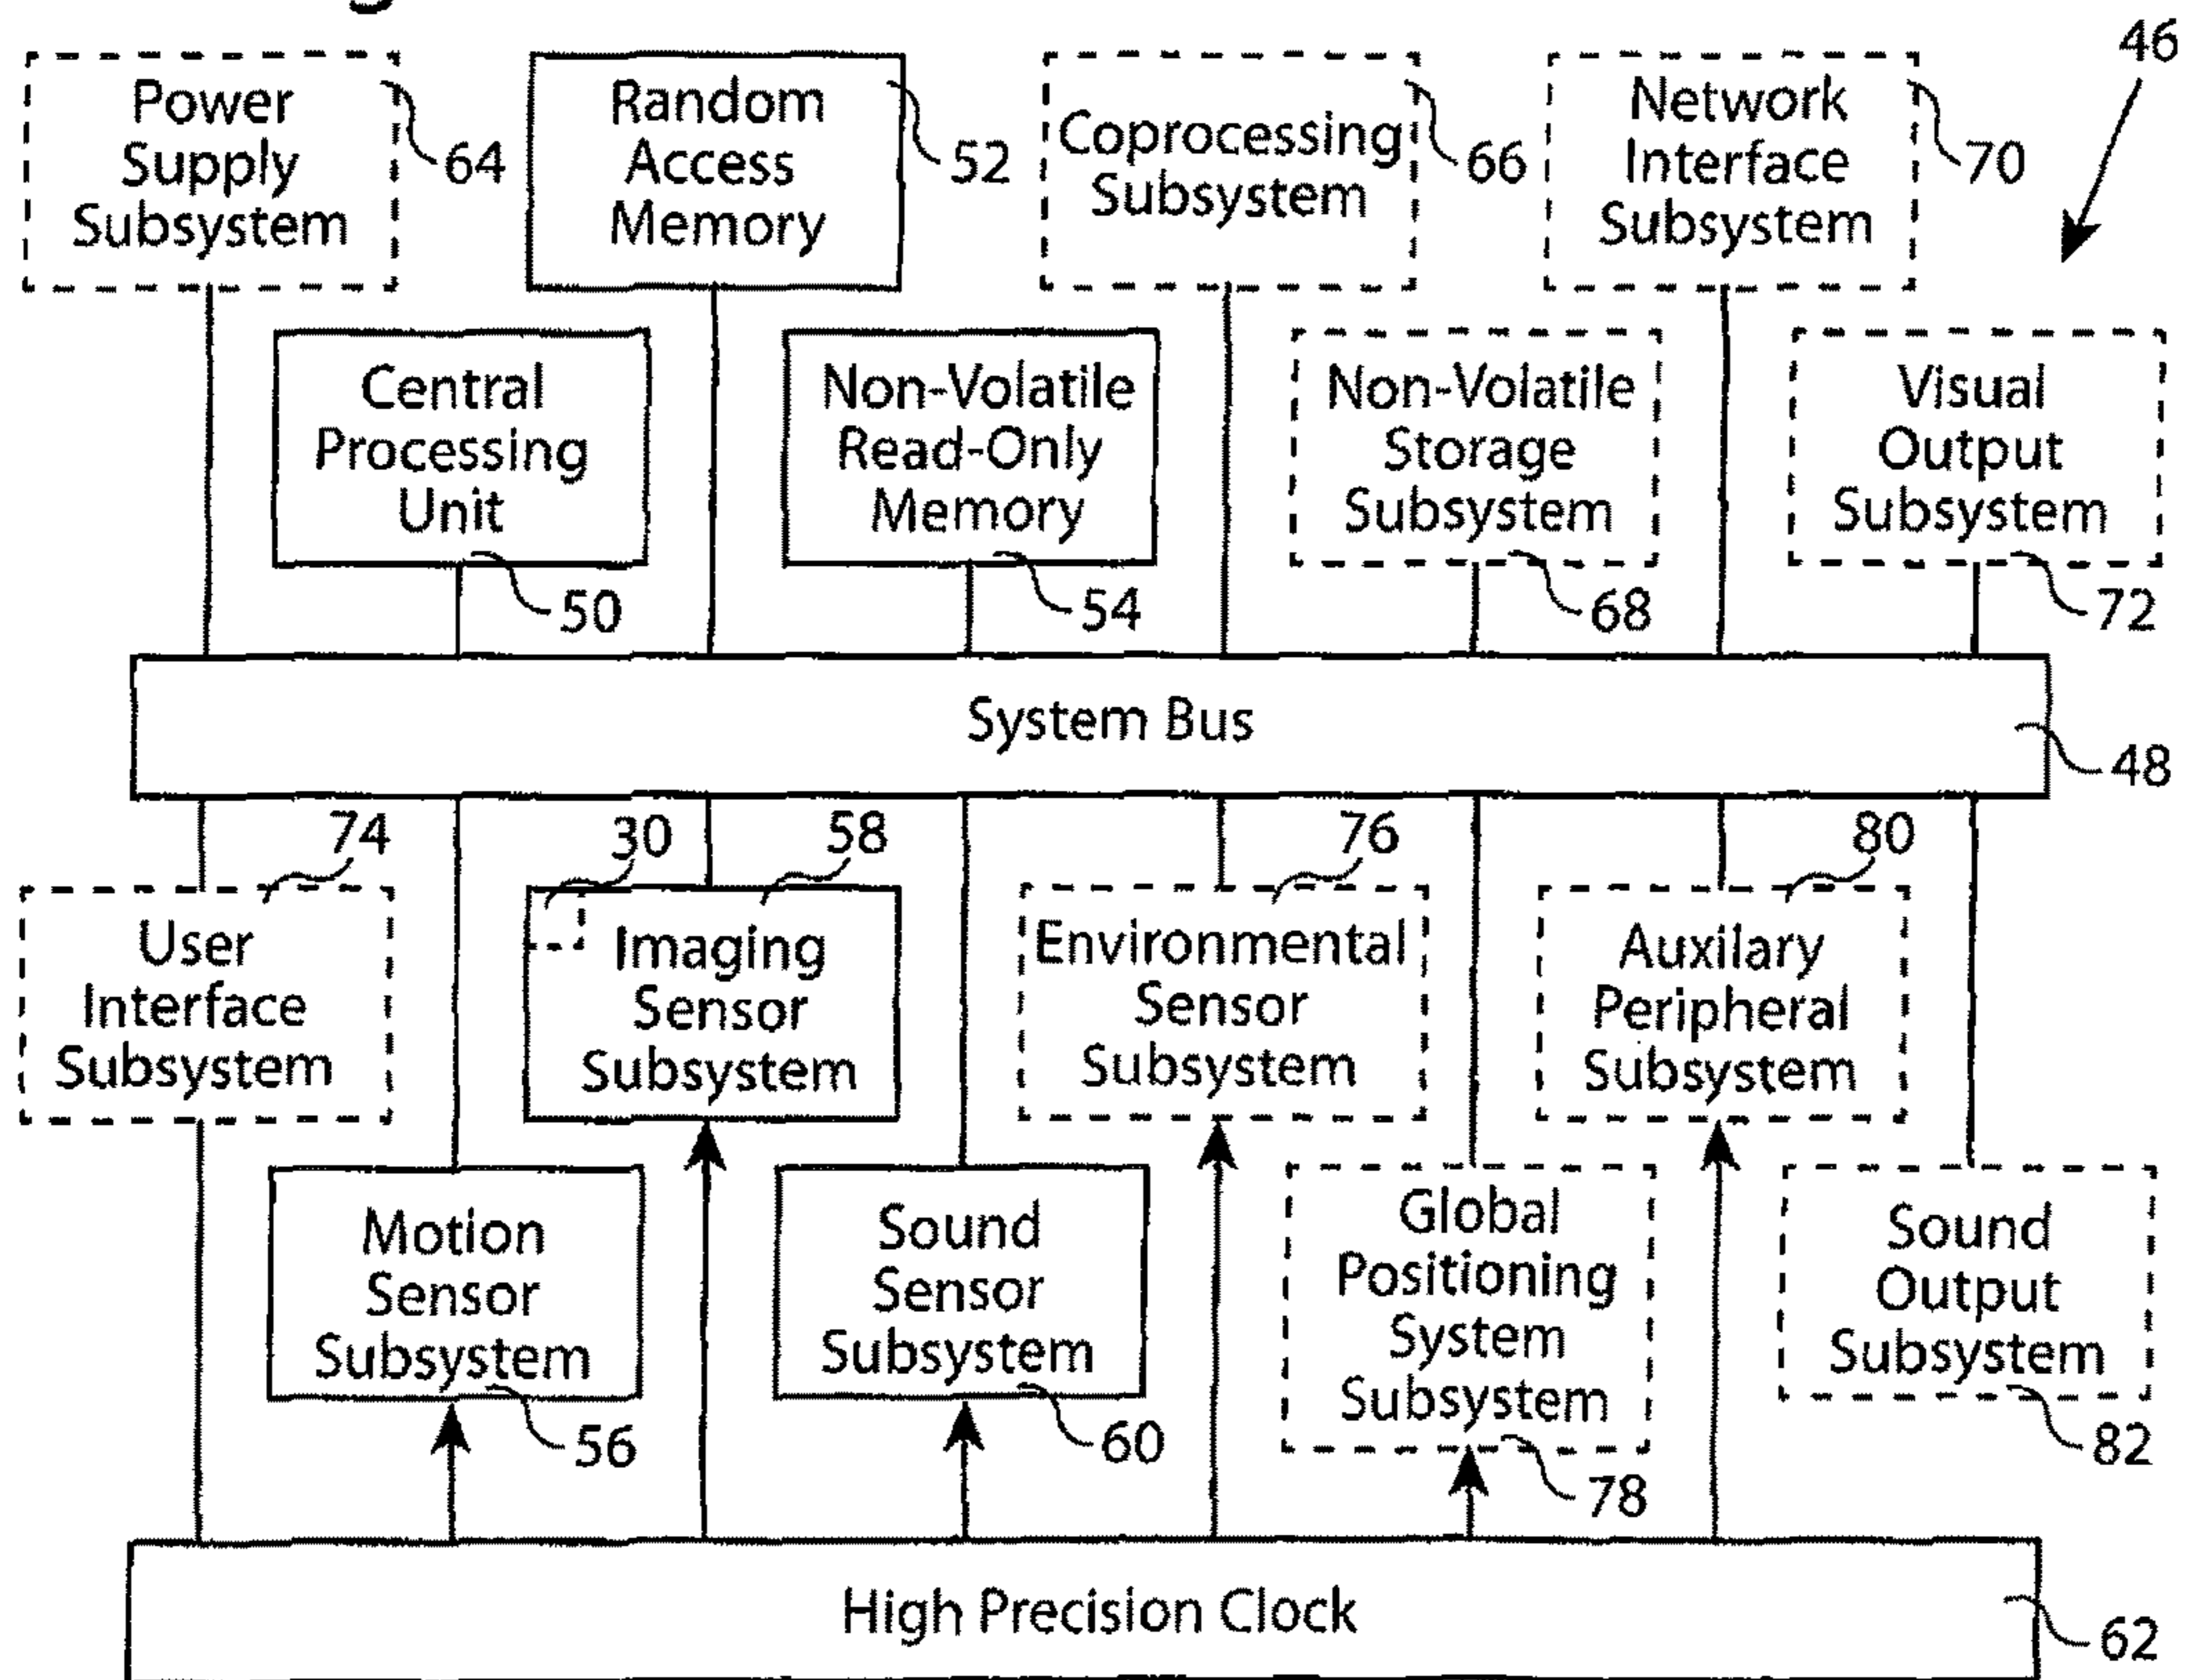 46
Power
Supply
Subsystem
64
Random
Access
Memory
52
Coprocessing
Subsystem
66
Network
Interface
Subsystem
70
Central
Processing
Unit
50
Non-Volatile
Read-Only
Memory
54
Non-Volatile
Storage
Subsystem
68
Visual
Output
Subsystem
72
System Bus
48
74
User
Interface
Subsystem
30
58
Imaging
Sensor
Subsystem
76
Environmental
Sensor
Subsystem
80
Auxilary
Peripheral
Subsystem
Motion
Sensor
Subsystem
56
Sound
Sensor
Subsystem
60
Global
Positioning
System
Subsystem
78
Sound
Output
Subsystem
82
High Precision Clock
62